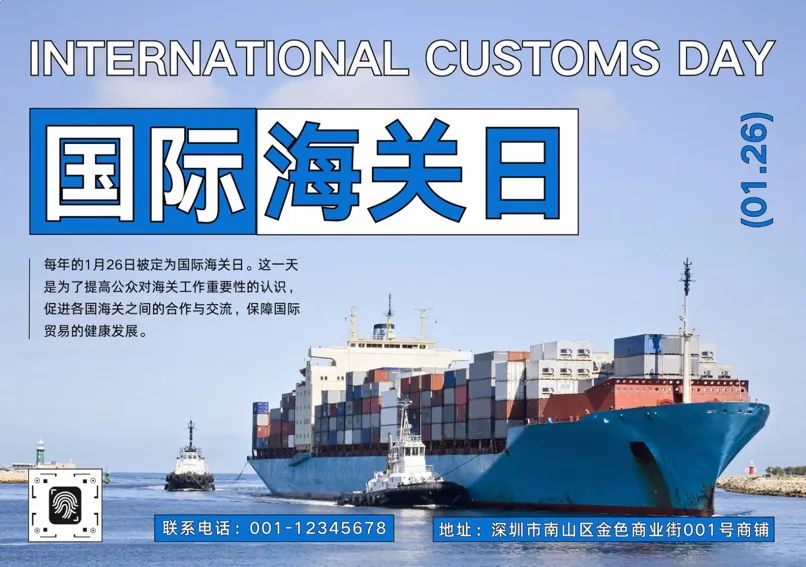 INTERNATIONAL CUSTOMS DAY
国际海关日
(01.26)
每年的1月26日被定为国际海关日。这一天
是为了提高公众对海关工作重要性的认识，
促进各国海关之间的合作与交流，保障国际
贸易的健康发展。
联系电话：001-12345678
地址：深圳市南山区金色商业街001号商铺